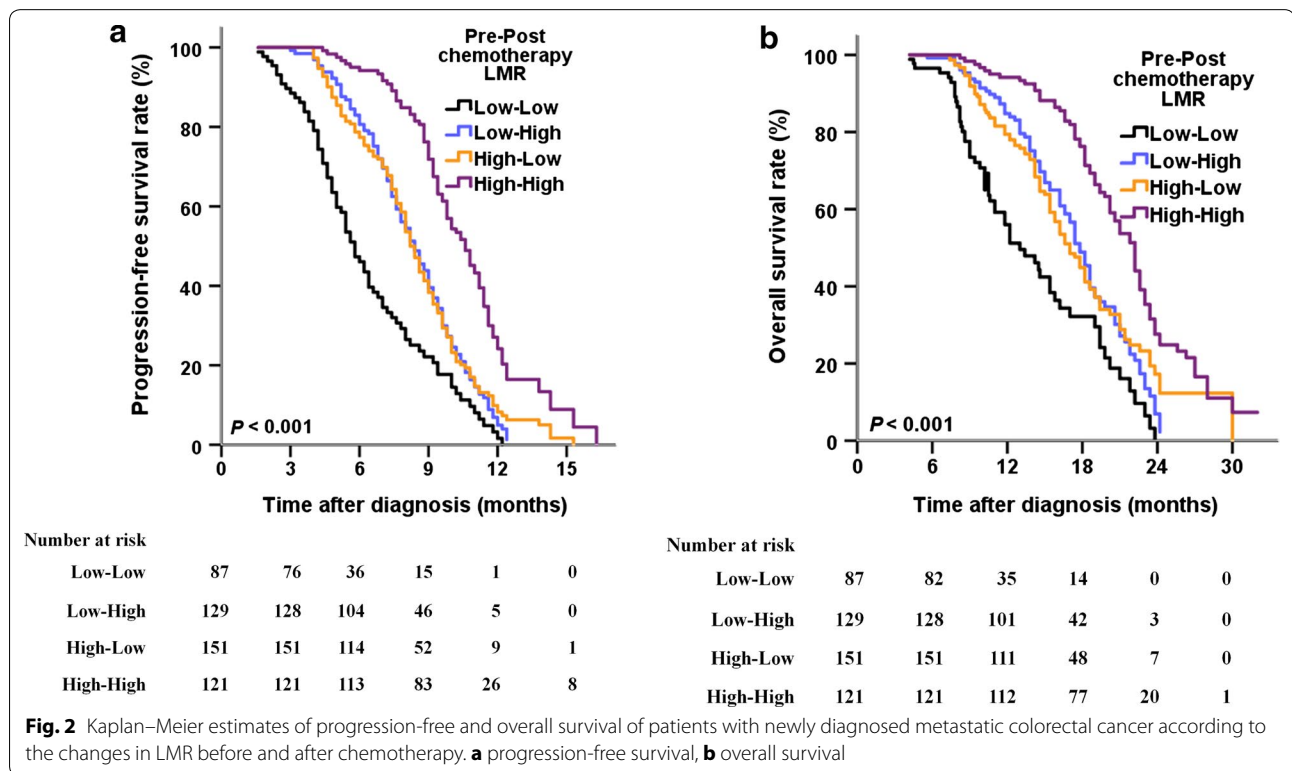 a
Progression-free survival rate (%)
100
80
60
40
20
0
Pre-Post
chemotherapy
LMR
Low-Low
Low-High
High-Low
High-High
P < 0.001
0 3 6 9 12 15
Time after diagnosis (months)
Number at risk
Low-Low 87 76 36 15 1 0
Low-High 129 128 104 46 5 0
High-Low 151 151 114 52 9 1
High-High 121 121 113 83 26 8
b
Overall survival rate (%)
100
80
60
40
20
0
Pre-Post
chemotherapy
LMR
Low-Low
Low-High
High-Low
High-High
P < 0.001
0 6 12 18 24 30
Time after diagnosis (months)
Number at risk
Low-Low 87 82 35 14 0 0
Low-High 129 128 101 42 3 0
High-Low 151 151 111 48 7 0
High-High 121 121 112 77 20 1
Fig. 2 Kaplan–Meier estimates of progression-free and overall survival of patients with newly diagnosed metastatic colorectal cancer according to
the changes in LMR before and after chemotherapy. a progression-free survival, b overall survival